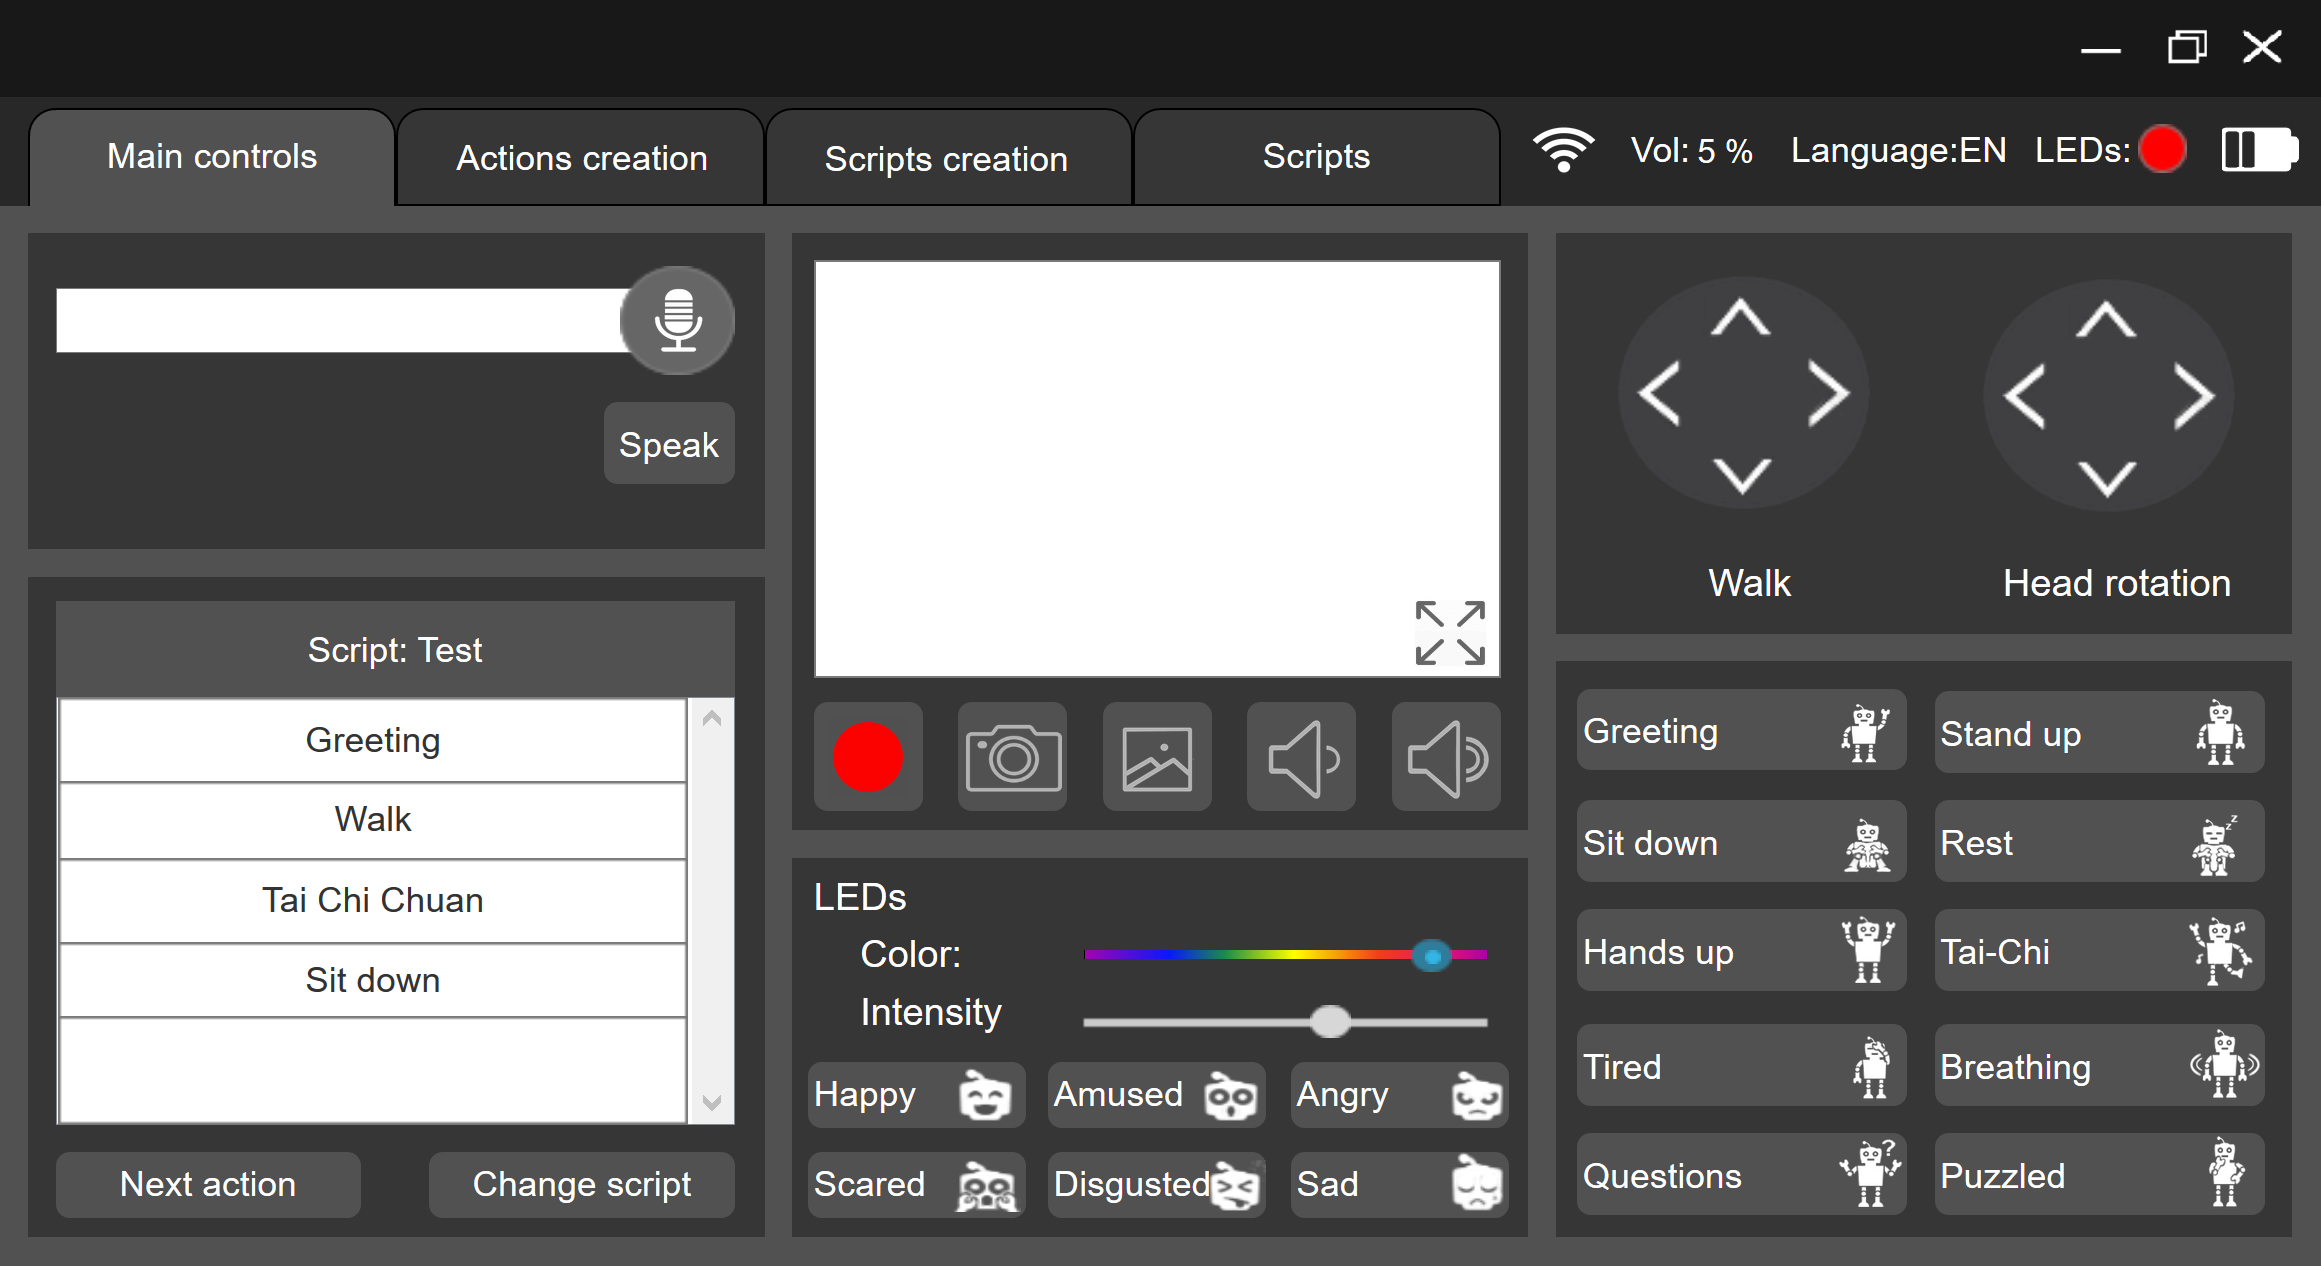 Main controls
Actions creation
Scripts creation
Scripts
Vol: 5 %
Language:EN
LEDs:
Speak
Script: Test
Greeting
Walk
Tai Chi Chuan
Sit down
Next action
Change script
LEDs
Color:
Intensity
Happy
Amused
Angry
Scared
Disgusted
Sad
Walk
Head rotation
Greeting
Stand up
Sit down
Rest
zz
Hands up
Tai-Chi
Tired
Breathing
Questions
?
Puzzled